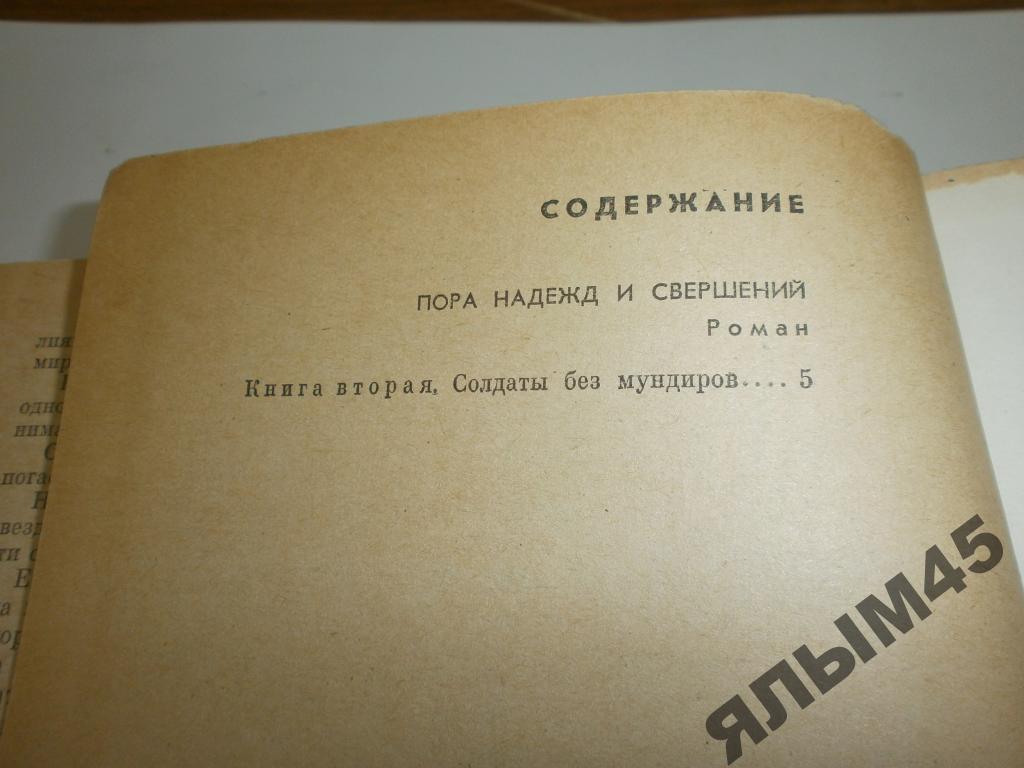 СОДЕРЖАНИЕ
ПОРА НАДЕЖД И СВЕРШЕНИЙ
Роман
Книга вторая. Солдаты без мундиров.... 5
ЯЛЫМ45